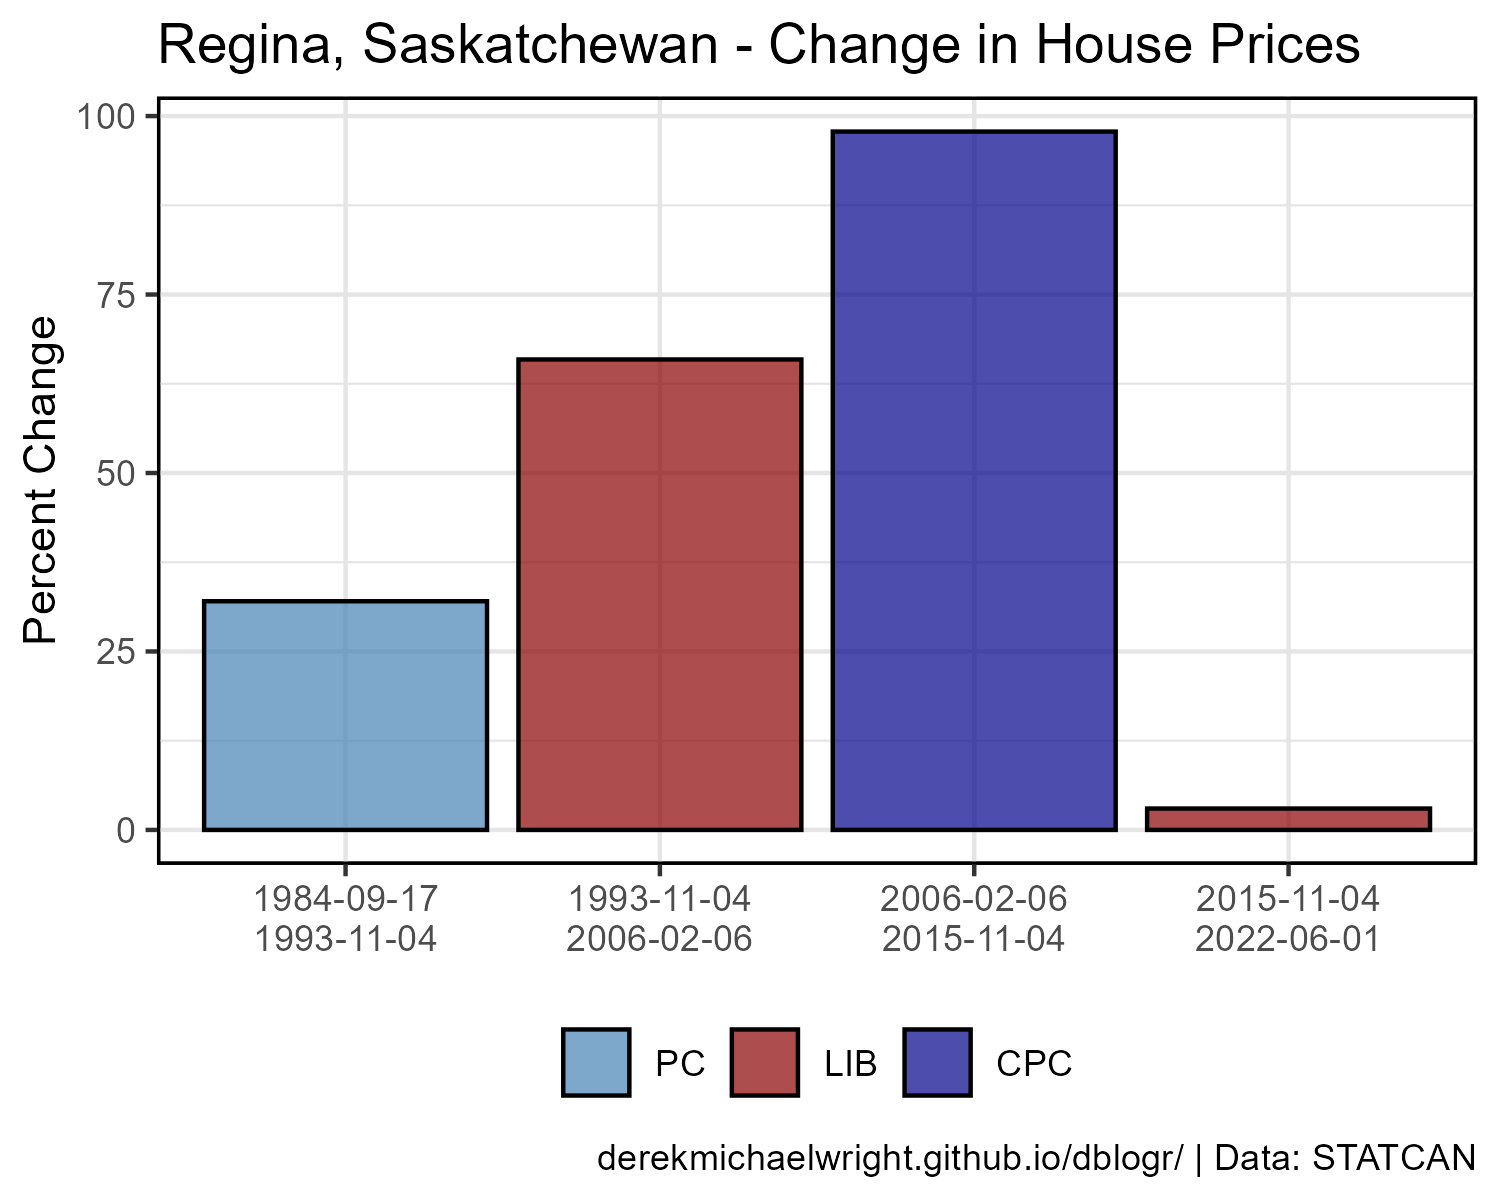 Regina, Saskatchewan - Change in House Prices
Percent Change
100
75
50
25
0
1984-09-17
1993-11-04
1993-11-04
2006-02-06
2006-02-06
2015-11-04
2015-11-04
2022-06-01
PC
LIB
CPC
derekmichaelwright.github.io/dblogr/ | Data: STATCAN